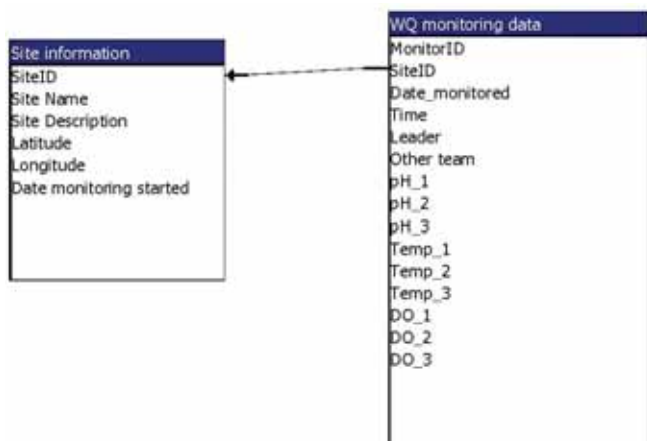 Site information
SiteID
Site Name
Site Description
Latitude
Longitude
Date monitoring started
WQ monitoring data
MonitorID
SiteID
Date_monitored
Time
Leader
Other team
pH_1
pH_2
pH_3
Temp_1
Temp_2
Temp_3
DO_1
DO_2
DO_3